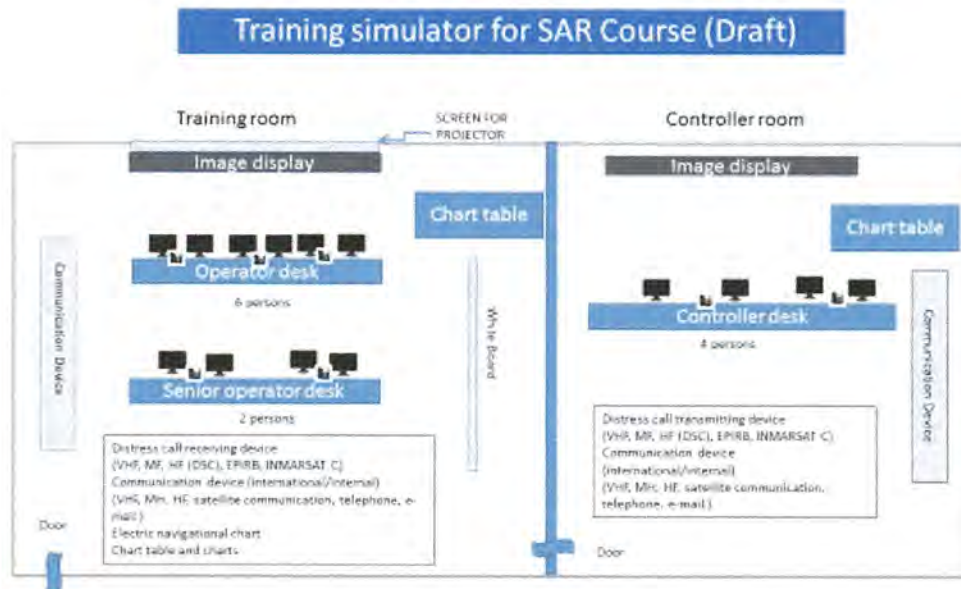 Training simulator for SAR Course (Draft)
Training room
SCREEN FOR
PROJECTOR
Controller room
Image display
Image display
Chart table
Chart table
Communication Device
Operator desk
6 persons
White Board
Controller desk
4 persons
Communication Device
Senior operator desk
2 persons
Distress call receiving device
(VHF, MF, HF (DSC), EPIRB, INMARSAT C)
Communication device (international/internal)
(VHF, MH, HF, satellite communication, telephone, e-
mail)
Electric navigational chart
Chart table and charts
Distress call transmitting device
(VHF, MF, HF (DSC), EPIRB, INMARSAT C)
Communication device
(international/internal)
(VHF, MH, HF, satellite communication,
telephone, e-mail)
Door
Door